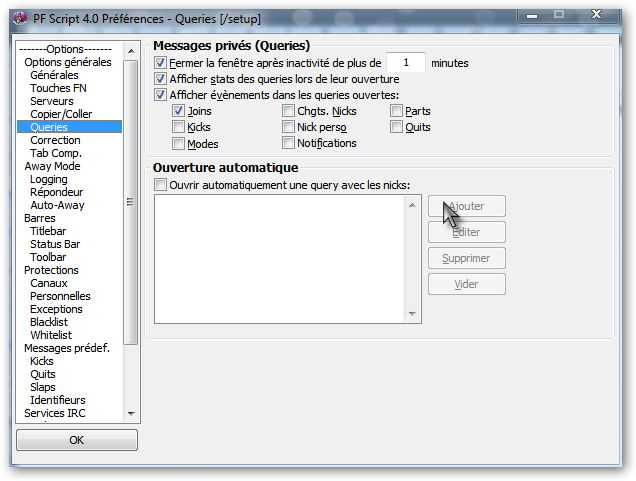 PF Script 4.0 Préférences - Queries [/setup]
-------Options-------
Options générales
Générales
Touches FN
Serveurs
Copier/Coller
Queries
Correction
Tab Comp.
Away Mode
Logging
Répondeur
Auto-Away
Barres
Titlebar
Status Bar
Toolbar
Protections
Canaux
Personnelles
Exceptions
Blacklist
Whitelist
Messages prédef.
Kicks
Quits
Slaps
Identifieurs
Services IRC
OK
Messages privés (Queries)
Fermer la fenêtre après inactivité de plus de 1 minutes
Afficher stats des queries lors de leur ouverture
Afficher évènements dans les queries ouvertes:
Joins Chgts. Nicks Parts
Kicks Nick perso Quits
Modes Notifications
Ouverture automatique
Ouvrir automatiquement une query avec les nicks:
Ajouter
Editer
Supprimer
Vider